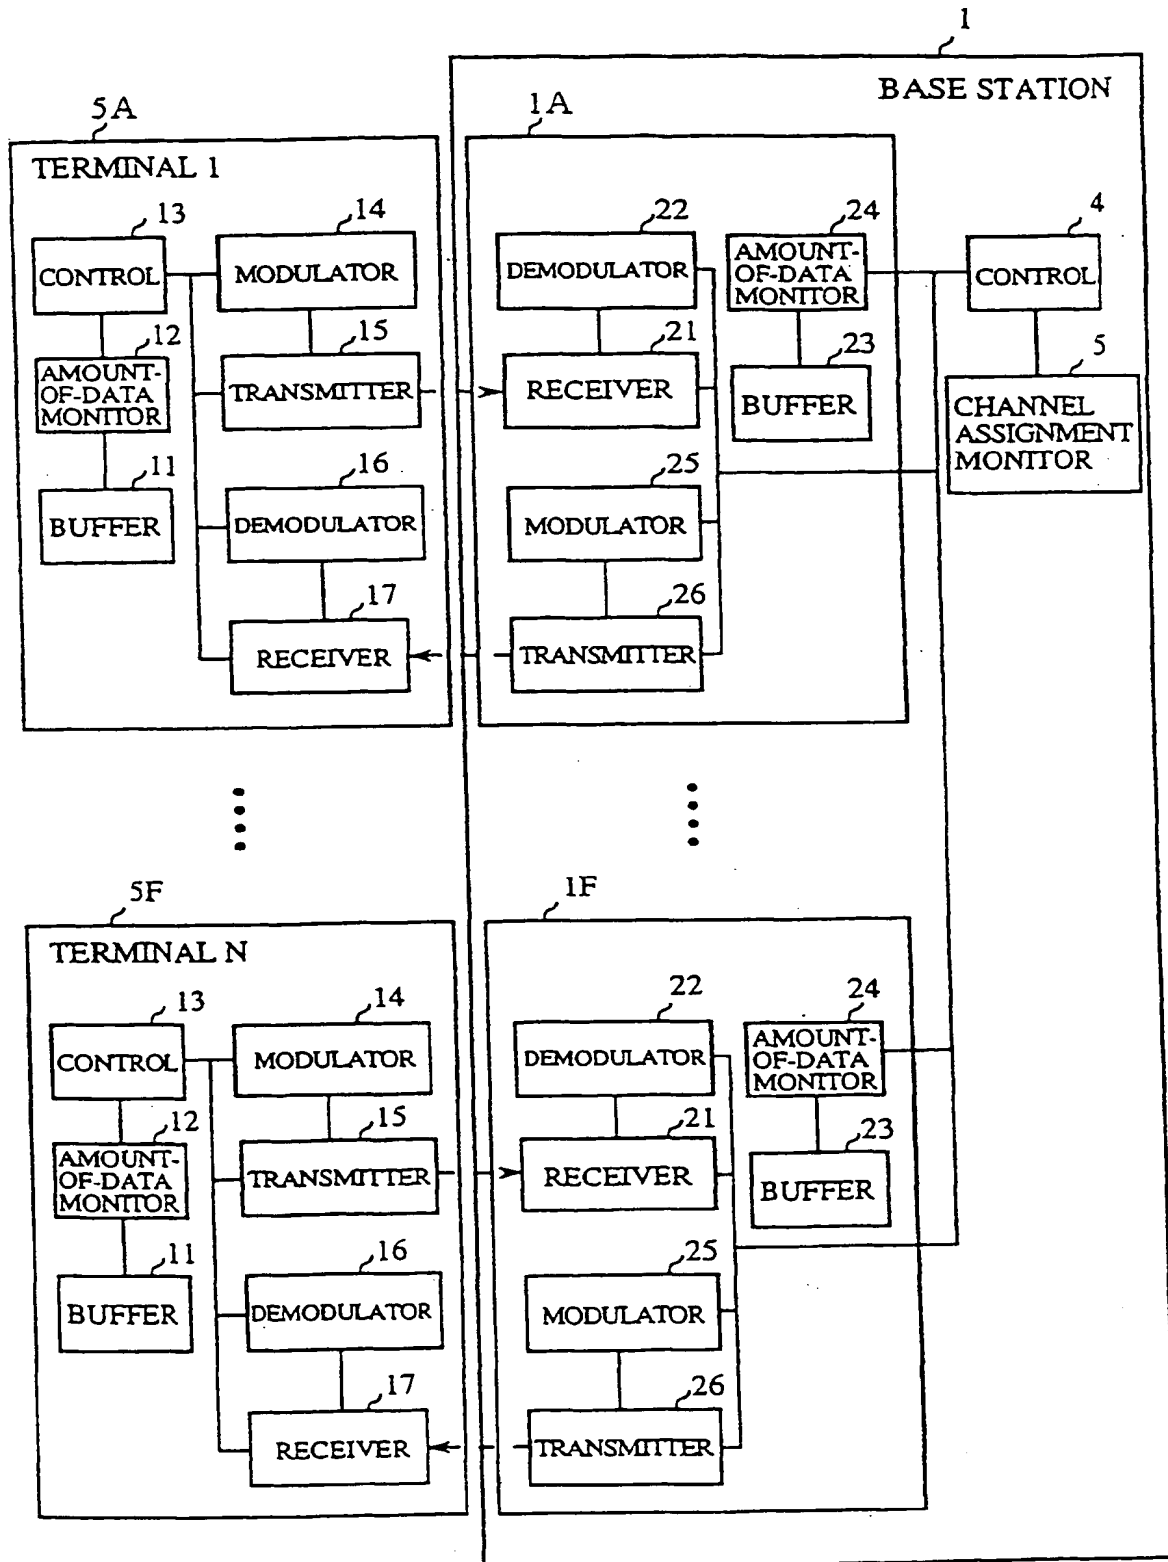 1
BASE STATION
5A
TERMINAL 1
13
CONTROL
14
MODULATOR
12
AMOUNT-
OF-DATA
MONITOR
15
TRANSMITTER
11
BUFFER
16
DEMODULATOR
17
RECEIVER
1A
22
DEMODULATOR
24
AMOUNT-
OF-DATA
MONITOR
21
RECEIVER
23
BUFFER
25
MODULATOR
26
TRANSMITTER
4
CONTROL
5
CHANNEL
ASSIGNMENT
MONITOR
5F
TERMINAL N
13
CONTROL
14
MODULATOR
12
AMOUNT-
OF-DATA
MONITOR
15
TRANSMITTER
11
BUFFER
16
DEMODULATOR
17
RECEIVER
1F
22
DEMODULATOR
24
AMOUNT-
OF-DATA
MONITOR
21
RECEIVER
23
BUFFER
25
MODULATOR
26
TRANSMITTER